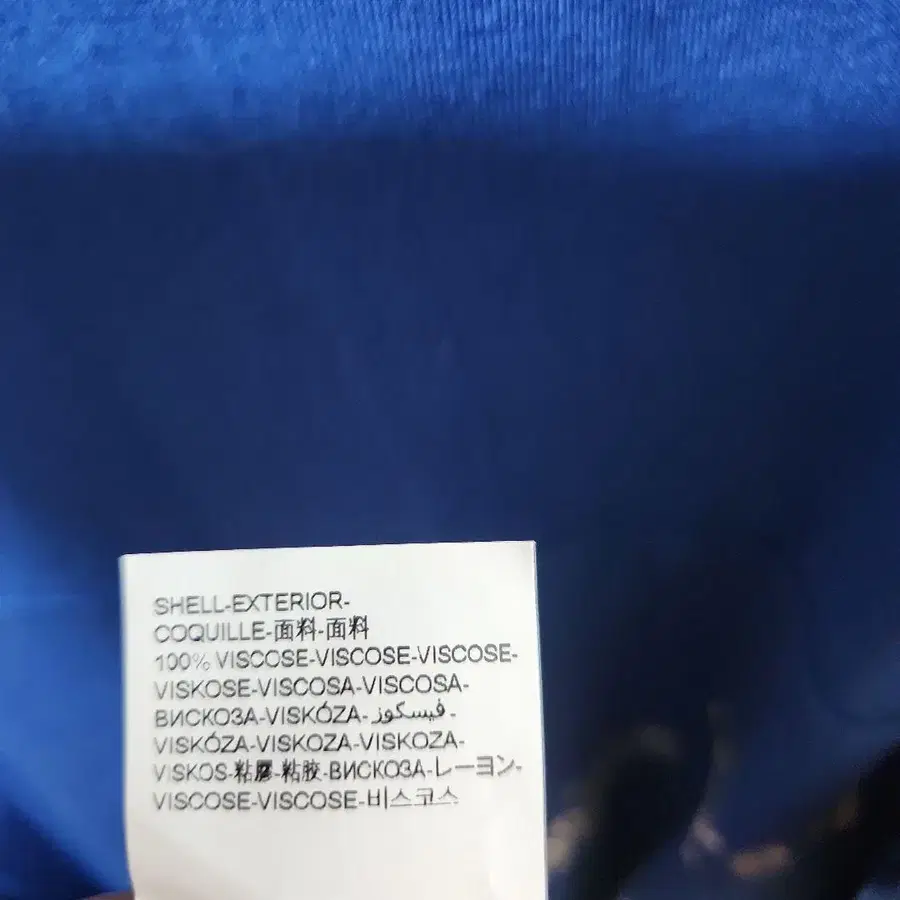 SHELL-EXTERIOR-
COQUILLE-面料-面料
100% VISCOSE-VISCOSE-VISCOSE-
VISKOSE-VISCOSA-VISCOSA-
ВИСКОЗА-VISKÓZA-فيسكوز-
VISKÓZA-VISKOZA-VISKOZA-
VISKOS-粘膠-粘胶-ВИСКОЗА-レーヨン-
VISCOSE-VISCOSE-비스코스